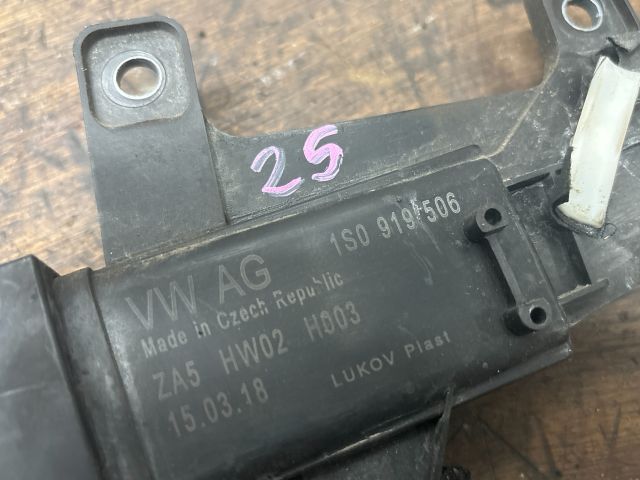 25
VW AG 1S0 919 506
Made in Czech Republic
ZA5 HW02 H003
15.03.18 LUKOV Plast